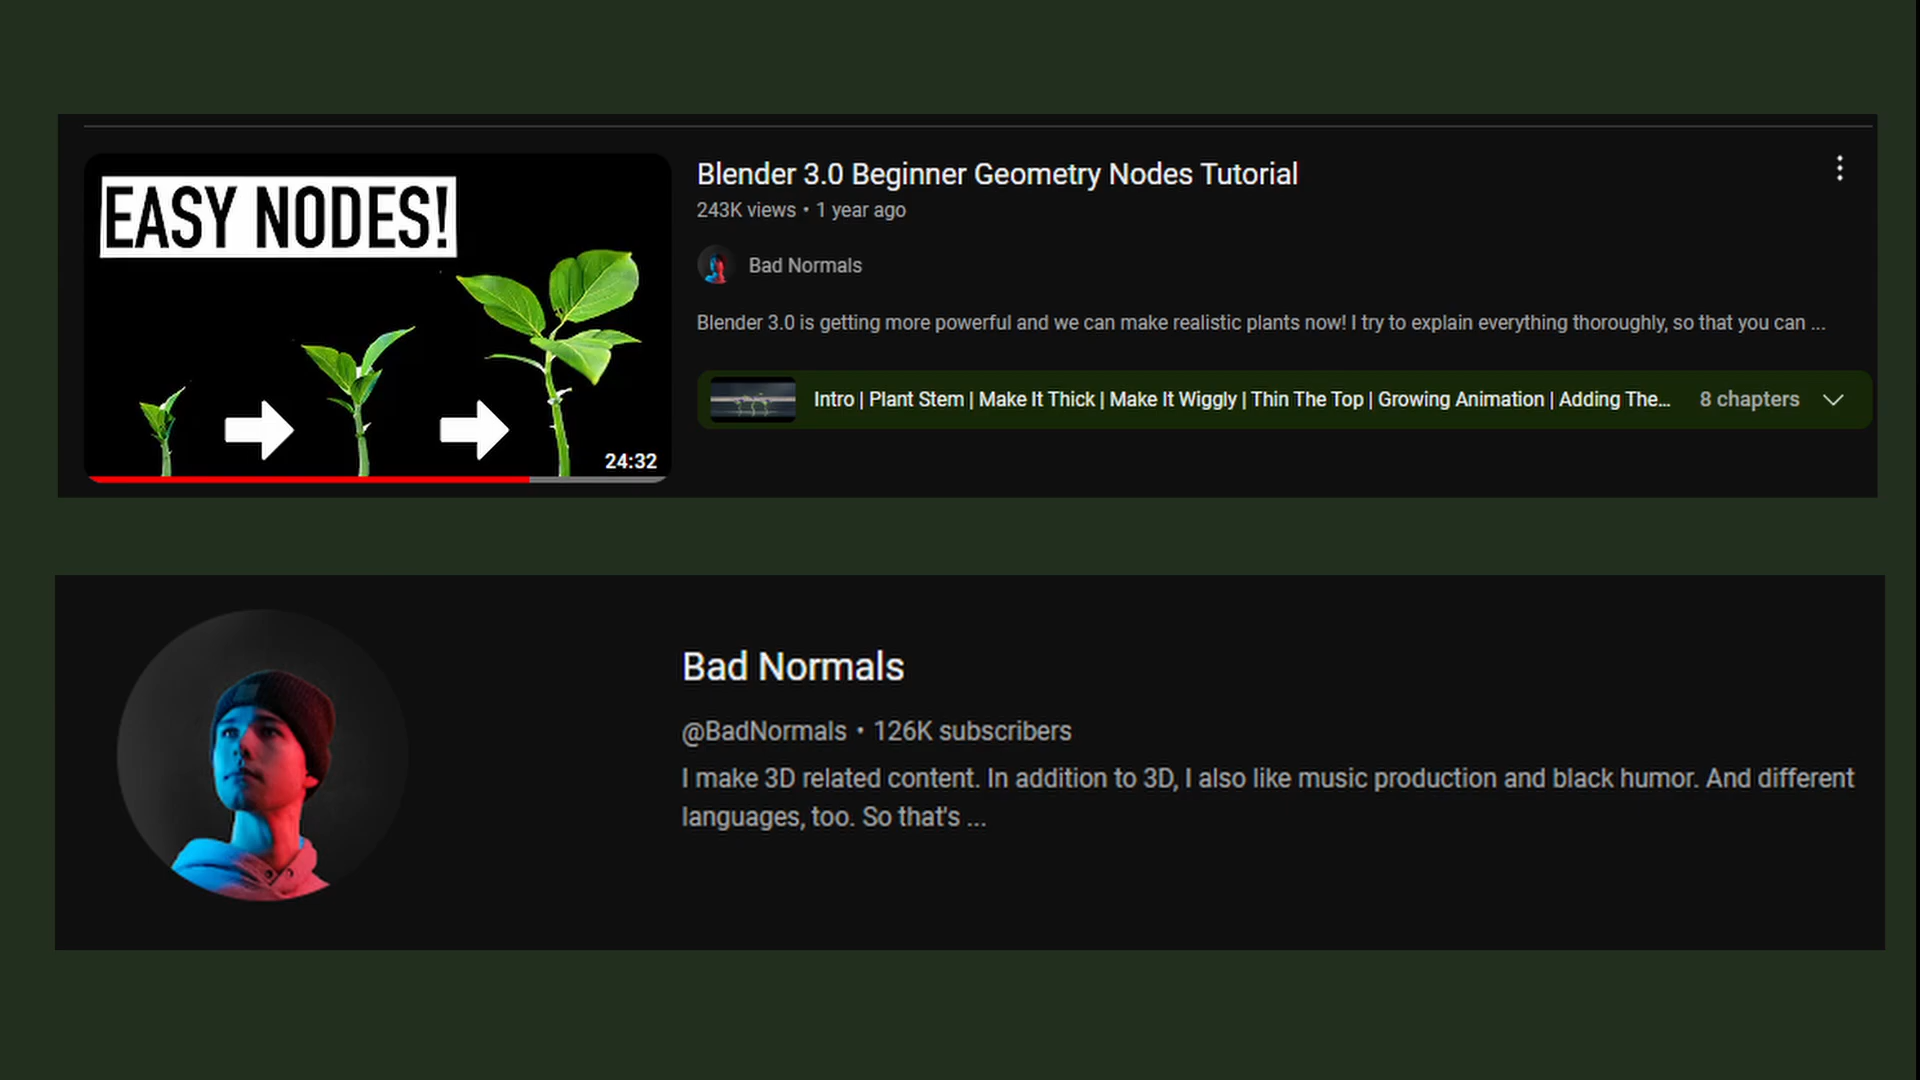 EASY NODES!
24:32
Blender 3.0 Beginner Geometry Nodes Tutorial
243K views • 1 year ago
Bad Normals
Blender 3.0 is getting more powerful and we can make realistic plants now! I try to explain everything thoroughly, so that you can ...
Intro | Plant Stem | Make It Thick | Make It Wiggly | Thin The Top | Growing Animation | Adding The... 8 chapters
Bad Normals
@BadNormals • 126K subscribers
I make 3D related content. In addition to 3D, I also like music production and black humor. And different
languages, too. So that's ...